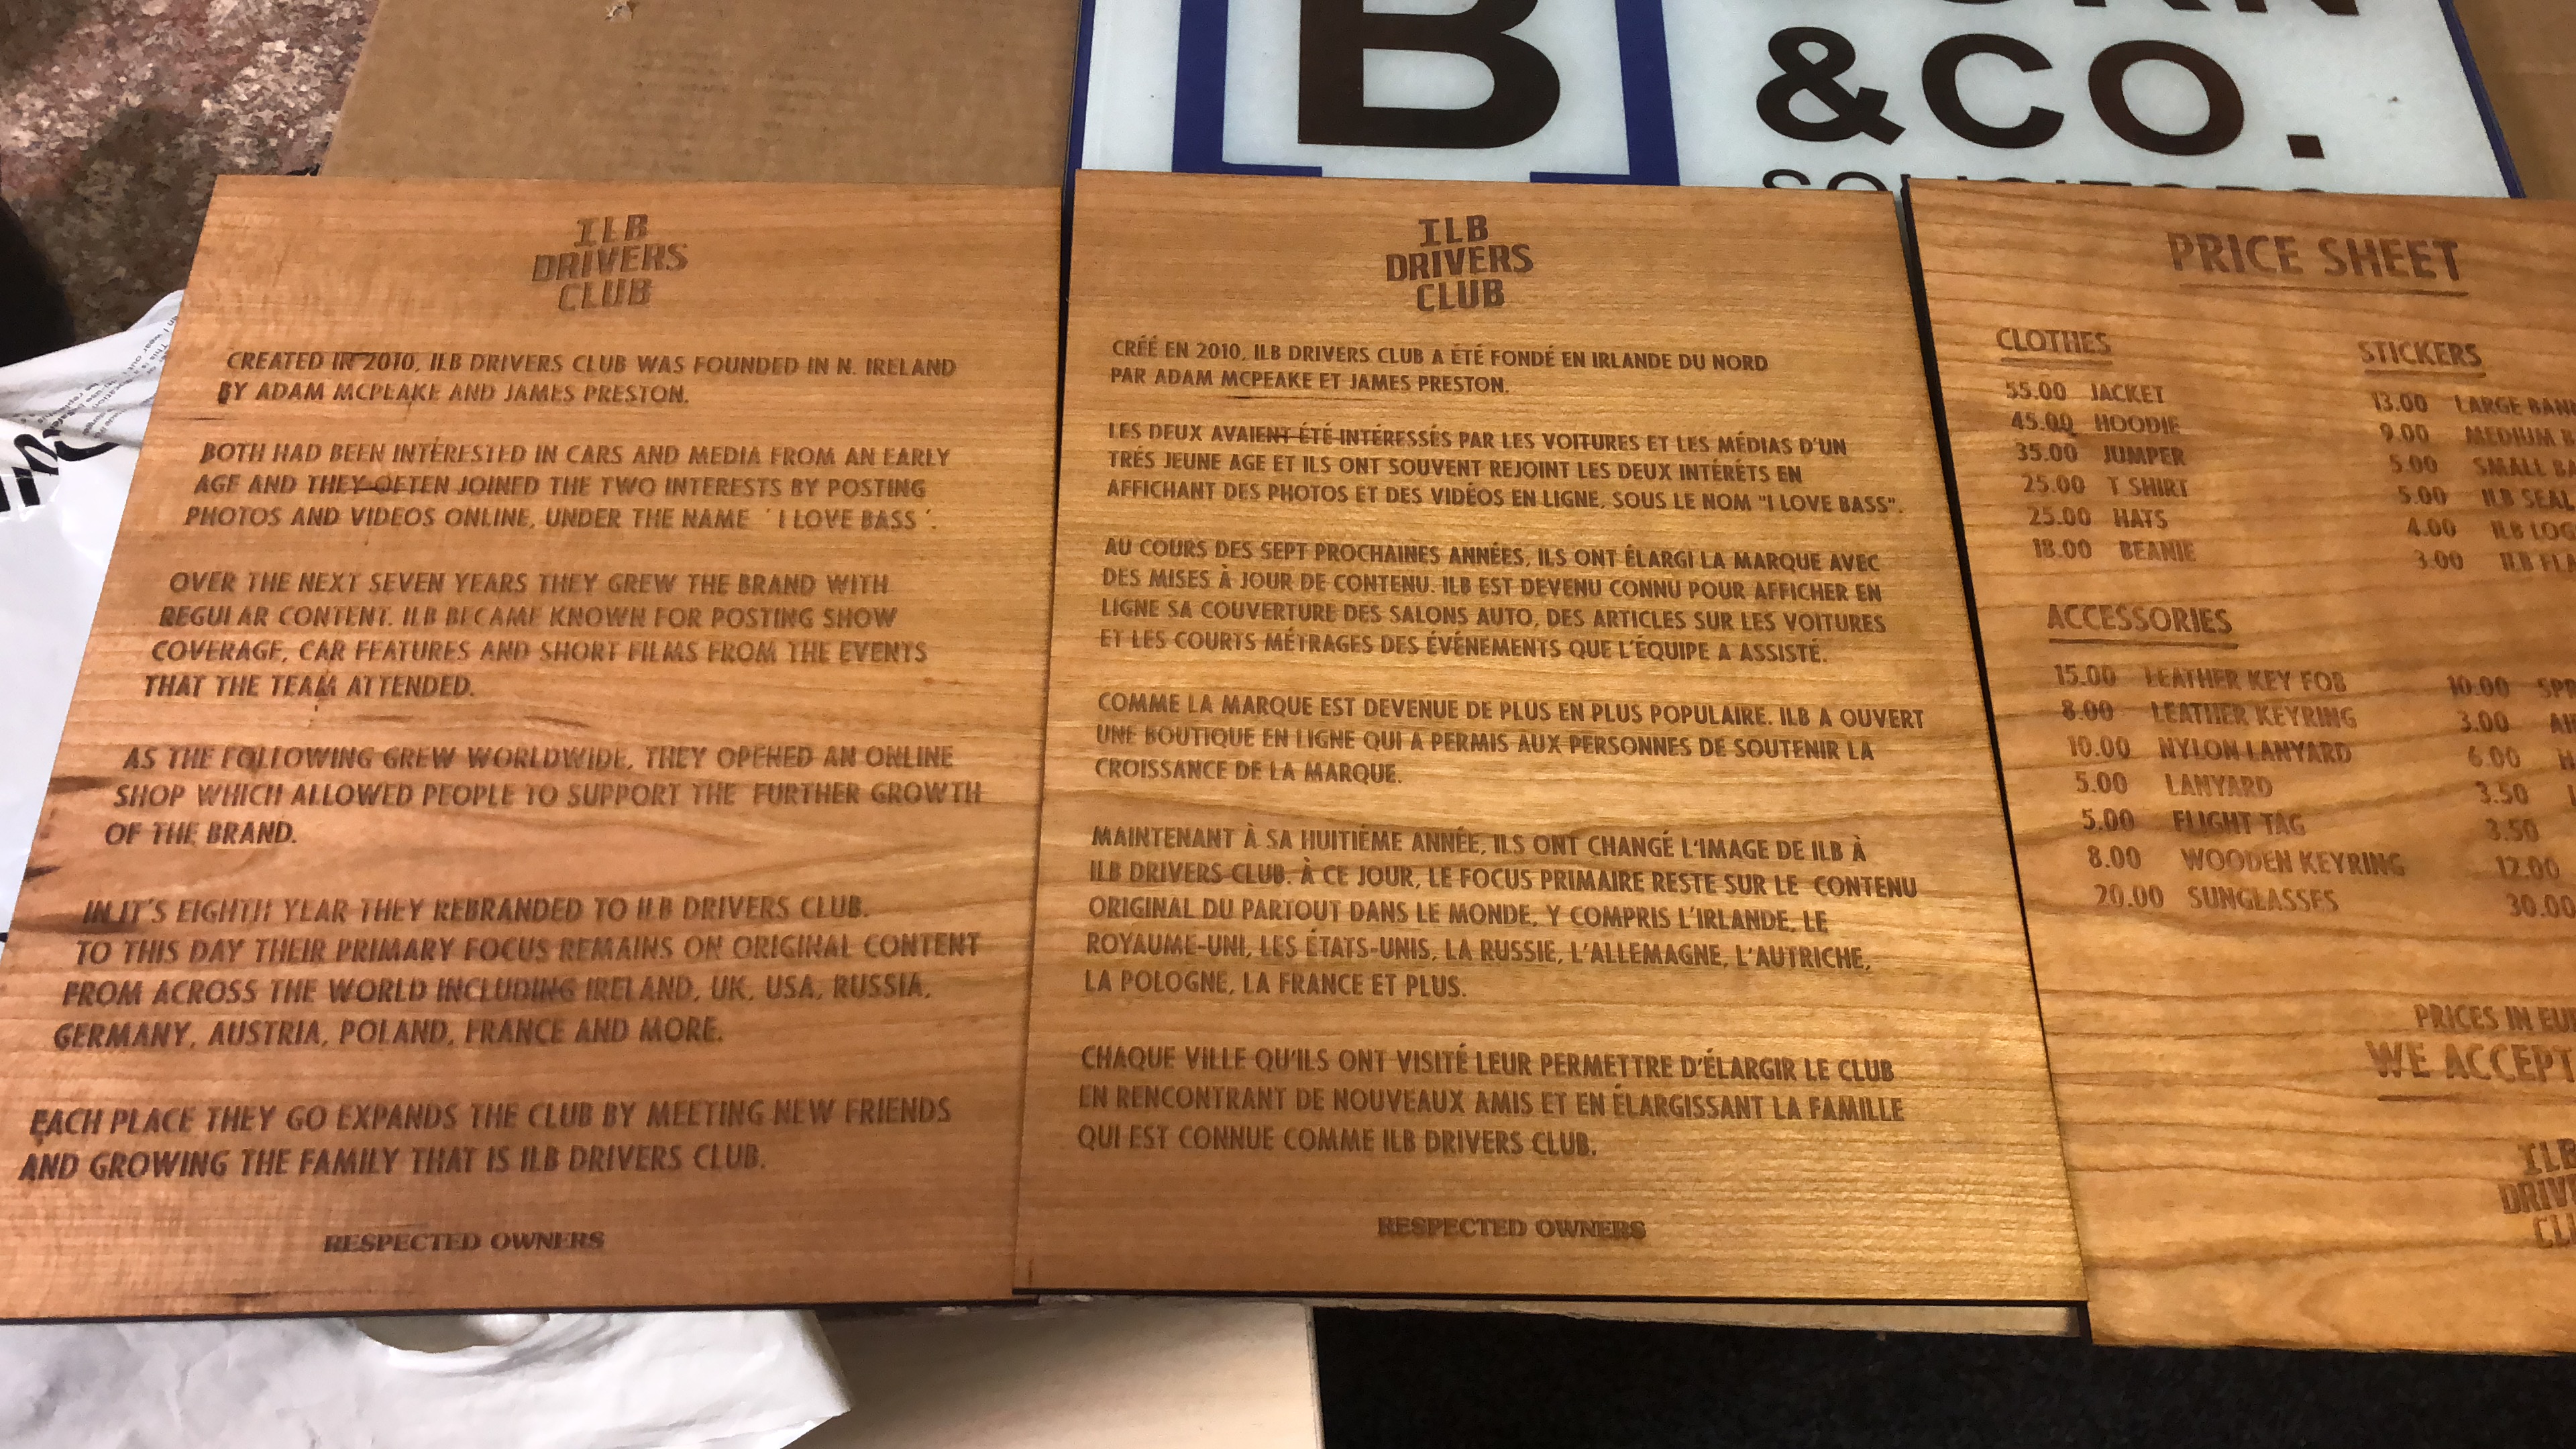 B
&CO.
ILB
DRIVERS
CLUB
CREATED IN 2010, ILB DRIVERS CLUB WAS FOUNDED IN N. IRELAND
BY ADAM MCPEAKE AND JAMES PRESTON.
BOTH HAD BEEN INTERESTED IN CARS AND MEDIA FROM AN EARLY
AGE AND THEY OFTEN JOINED THE TWO INTERESTS BY POSTING
PHOTOS AND VIDEOS ONLINE, UNDER THE NAME ' I LOVE BASS '.
OVER THE NEXT SEVEN YEARS THEY GREW THE BRAND WITH
REGULAR CONTENT. ILB BECAME KNOWN FOR POSTING SHOW
COVERAGE, CAR FEATURES AND SHORT FILMS FROM THE EVENTS
THAT THE TEAM ATTENDED.
AS THE FOLLOWING GREW WORLDWIDE, THEY OPENED AN ONLINE
SHOP WHICH ALLOWED PEOPLE TO SUPPORT THE FURTHER GROWTH
OF THE BRAND.
IN IT'S EIGHTH YEAR THEY REBRANDED TO ILB DRIVERS CLUB.
TO THIS DAY THEIR PRIMARY FOCUS REMAINS ON ORIGINAL CONTENT
FROM ACROSS THE WORLD INCLUDING IRELAND, UK, USA, RUSSIA,
GERMANY, AUSTRIA, POLAND, FRANCE AND MORE.
EACH PLACE THEY GO EXPANDS THE CLUB BY MEETING NEW FRIENDS
AND GROWING THE FAMILY THAT IS ILB DRIVERS CLUB.
RESPECTED OWNERS
ILB
DRIVERS
CLUB
CRÉÉ EN 2010, ILB DRIVERS CLUB A ÉTÉ FONDÉ EN IRLANDE DU NORD
PAR ADAM MCPEAKE ET JAMES PRESTON.
LES DEUX AVAIENT ÉTÉ INTÉRESSÉS PAR LES VOITURES ET LES MÉDIAS D'UN
TRÉS JEUNE AGE ET ILS ONT SOUVENT REJOINT LES DEUX INTÉRÊTS EN
AFFICHANT DES PHOTOS ET DES VIDÉOS EN LIGNE, SOUS LE NOM "I LOVE BASS".
AU COURS DES SEPT PROCHAINES ANNÉES, ILS ONT ÉLARGI LA MARQUE AVEC
DES MISES À JOUR DE CONTENU. ILB EST DEVENU CONNU POUR AFFICHER EN
LIGNE SA COUVERTURE DES SALONS AUTO, DES ARTICLES SUR LES VOITURES
ET LES COURTS MÉTRAGES DES ÉVÉNEMENTS QUE L'ÉQUIPE A ASSISTÉ.
COMME LA MARQUE EST DEVENUE DE PLUS EN PLUS POPULAIRE. ILB A OUVERT
UNE BOUTIQUE EN LIGNE QUI A PERMIS AUX PERSONNES DE SOUTENIR LA
CROISSANCE DE LA MARQUE.
MAINTENANT À SA HUITIÉME ANNÉE, ILS ONT CHANGÉ L'IMAGE DE ILB À
ILB DRIVERS CLUB. À CE JOUR, LE FOCUS PRIMAIRE RESTE SUR LE CONTENU
ORIGINAL DU PARTOUT DANS LE MONDE, Y COMPRIS L'IRLANDE, LE
ROYAUME-UNI, LES ÉTATS-UNIS, LA RUSSIE, L'ALLEMAGNE, L'AUTRICHE,
LA POLOGNE, LA FRANCE ET PLUS.
CHAQUE VILLE QU'ILS ONT VISITÉ LEUR PERMETTRE D'ÉLARGIR LE CLUB
EN RENCONTRANT DE NOUVEAUX AMIS ET EN ÉLARGISSANT LA FAMILLE
QUI EST CONNUE COMME ILB DRIVERS CLUB.
RESPECTED OWNERS
PRICE SHEET
CLOTHES
55.00 JACKET
45.00 HOODIE
35.00 JUMPER
25.00 T SHIRT
25.00 HATS
18.00 BEANIE
STICKERS
13.00 LARGE
9.00 MEDIUM
5.00 SMALL
5.00 ILB SEAL
4.00 ILB
3.00 ILB
ACCESSORIES
15.00 LEATHER KEY FOB
8.00 LEATHER KEYRING
10.00 NYLON LANYARD
5.00 LANYARD
5.00 FLIGHT TAG
8.00 WOODEN KEYRING
20.00 SUNGLASSES
10.00
3.00
6.00
3.50
3.50
12.00
30.00
PRICES IN
WE ACCEPT
ILB